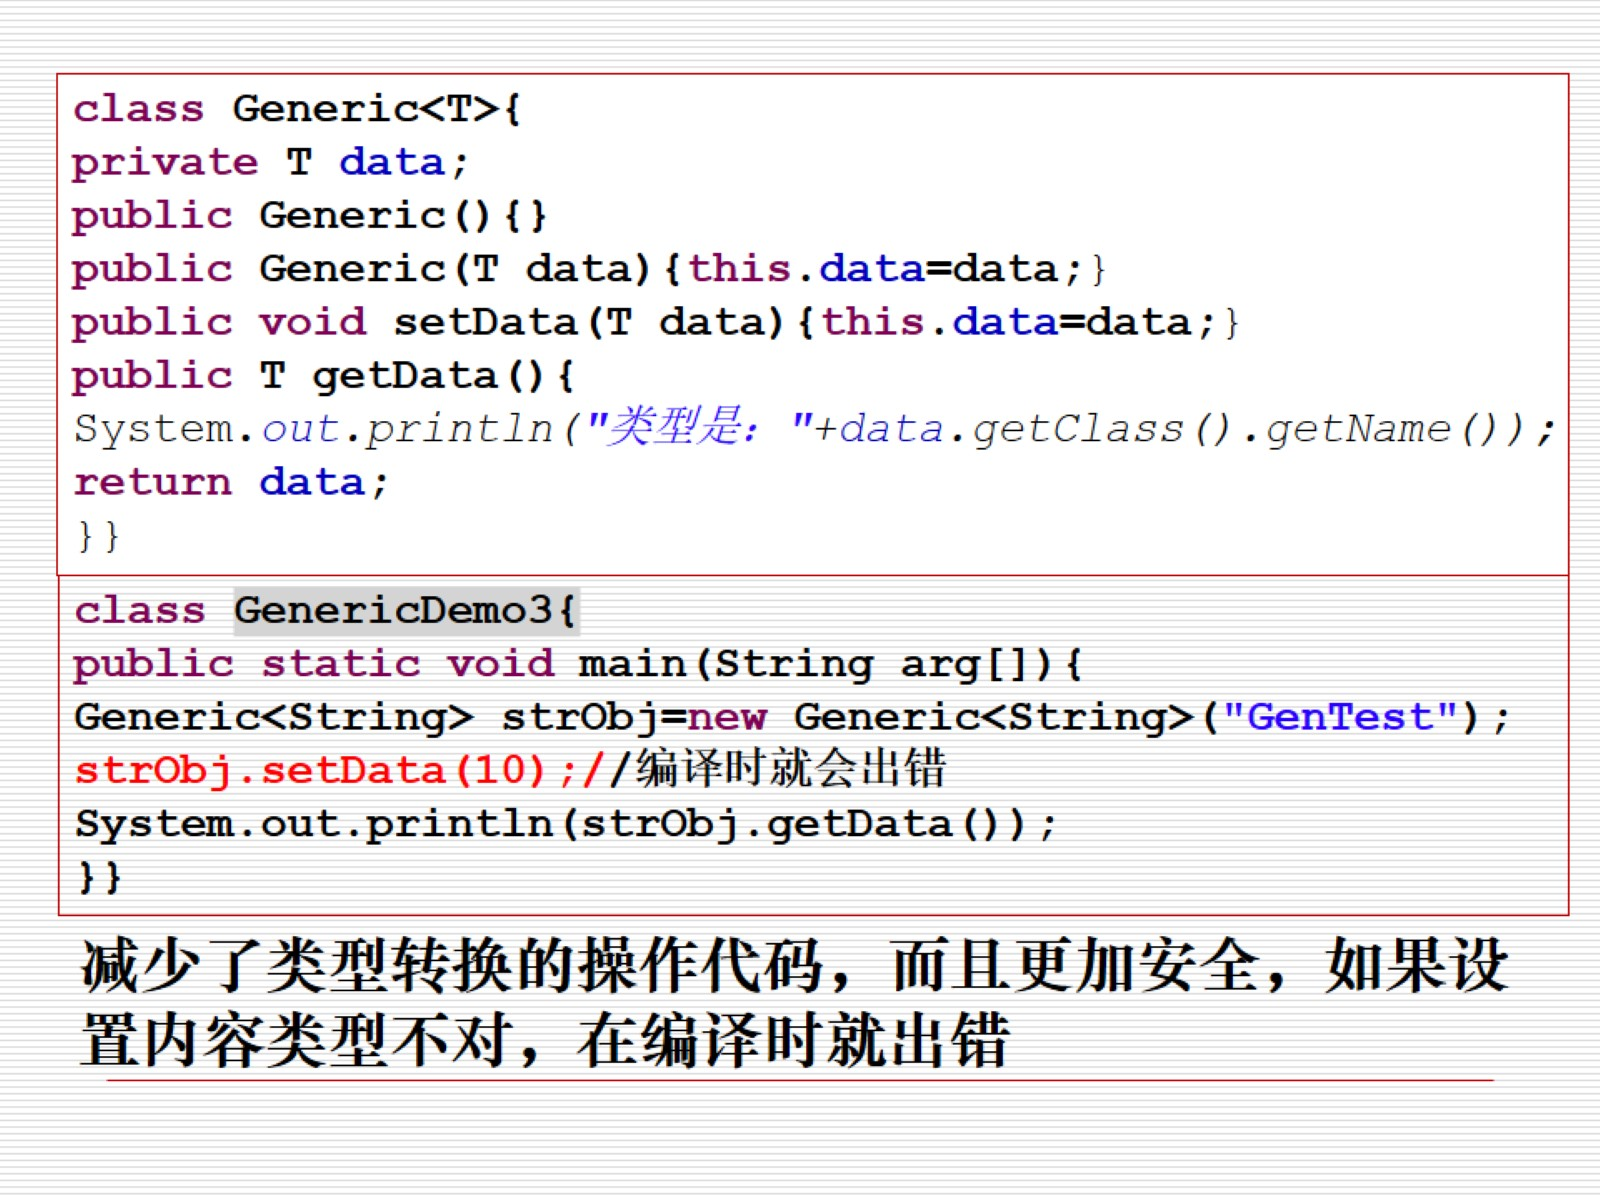 class Generic<T>{
private T data;
public Generic(){}
public Generic(T data){this.data=data;}
public void setData(T data){this.data=data;}
public T getData(){
System.out.println("类型是："+data.getClass().getName());
return data;
}}
class GenericDemo3{
public static void main(String arg[]){
Generic<String> strObj=new Generic<String>("GenTest");
strObj.setData(10);//编译时就会出错
System.out.println(strObj.getData());
}}
减少了类型转换的操作代码，而且更加安全，如果设
置内容类型不对，在编译时就出错